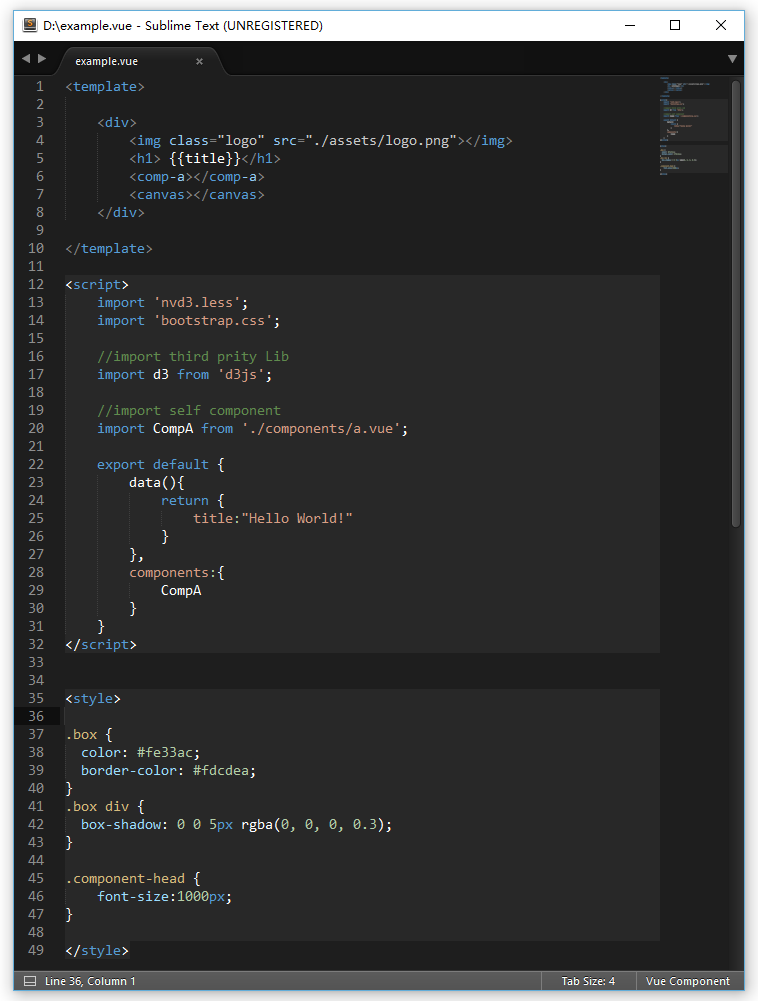 D:\example.vue - Sublime Text (UNREGISTERED)
example.vue
1 <template>
2
3     <div>
4         <img class="logo" src="./assets/logo.png"></img>
5         <h1> {{title}}</h1>
6         <comp-a></comp-a>
7         <canvas></canvas>
8     </div>
9
10 </template>
11
12 <script>
13     import 'nvd3.less';
14     import 'bootstrap.css';
15
16     //import third prity Lib
17     import d3 from 'd3js';
18
19     //import self component
20     import CompA from './components/a.vue';
21
22     export default {
23         data(){
24             return {
25                 title:"Hello World!"
26             }
27         },
28         components:{
29             CompA
30         }
31     }
32 </script>
33
34
35 <style>
36
37 .box {
38   color: #fe33ac;
39   border-color: #fdcdea;
40 }
41 .box div {
42   box-shadow: 0 0 5px rgba(0, 0, 0, 0.3);
43 }
44
45 .component-head {
46     font-size:1000px;
47 }
48
49 </style>
Line 36, Column 1
Tab Size: 4
Vue Component